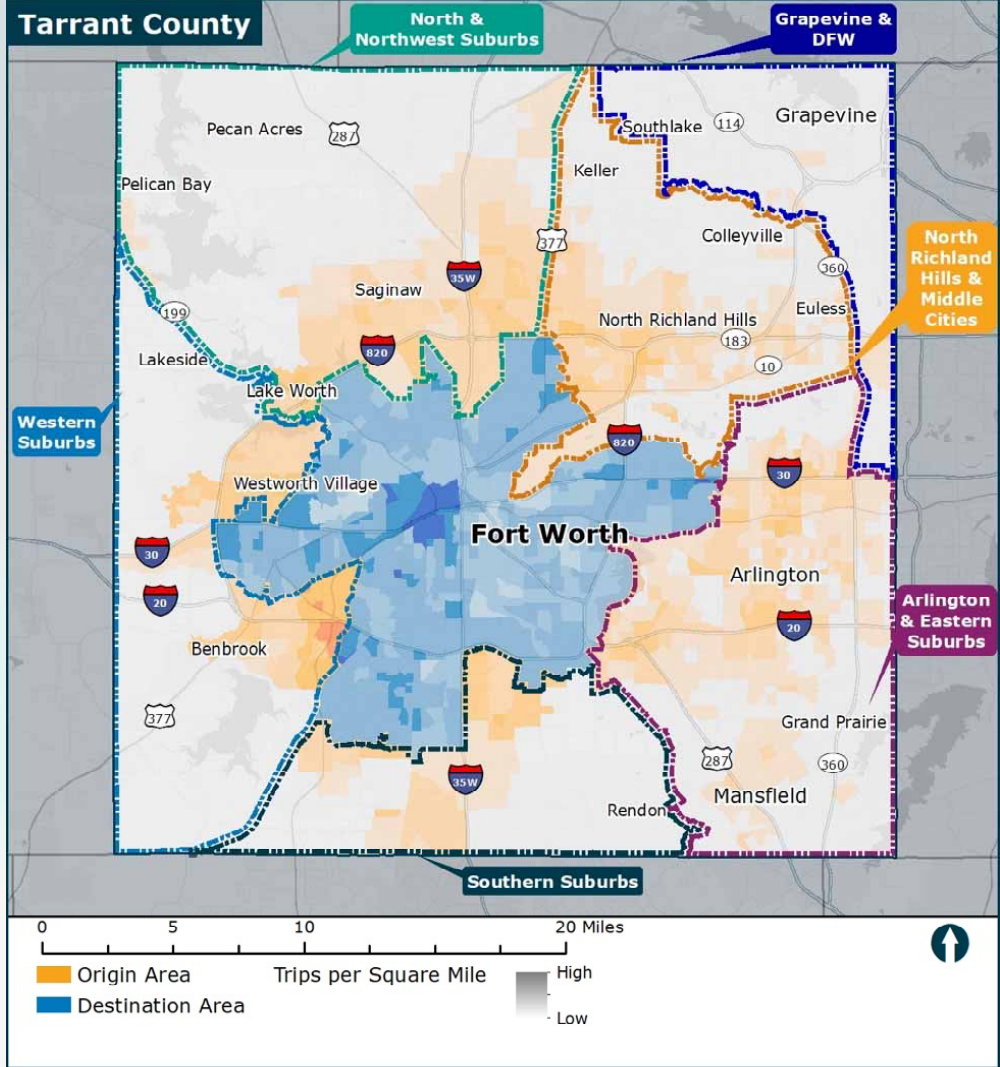 Tarrant County
North &
Northwest Suburbs
Grapevine &
DFW
Pecan Acres
287
Southlake
114
Grapevine
Keller
Pelican Bay
377
Colleyville
North
Richland
Hills &
Middle
Cities
35W
360
Saginaw
199
Euless
North Richland Hills
183
820
10
Lakeside
Lake Worth
Western
Suburbs
820
30
Westworth Village
Fort Worth
30
Arlington
20
Arlington
& Eastern
Suburbs
20
Benbrook
377
Grand Prairie
287
360
35W
Mansfield
Rendon
Southern Suburbs
0 5 10 20 Miles
Origin Area
Trips per Square Mile
High
Destination Area
Low